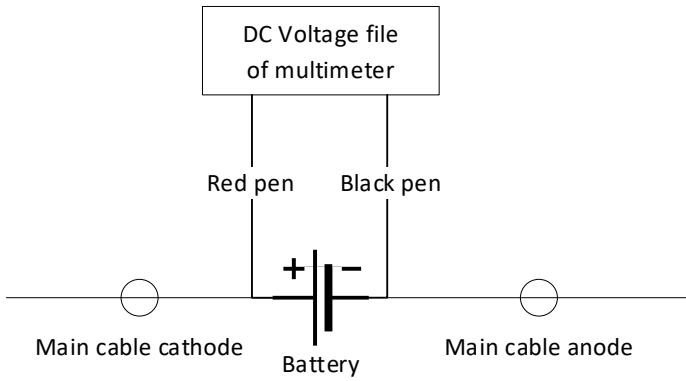 DC Voltage file
of multimeter
Red pen
Black pen
+ −
Main cable cathode
Main cable anode
Battery